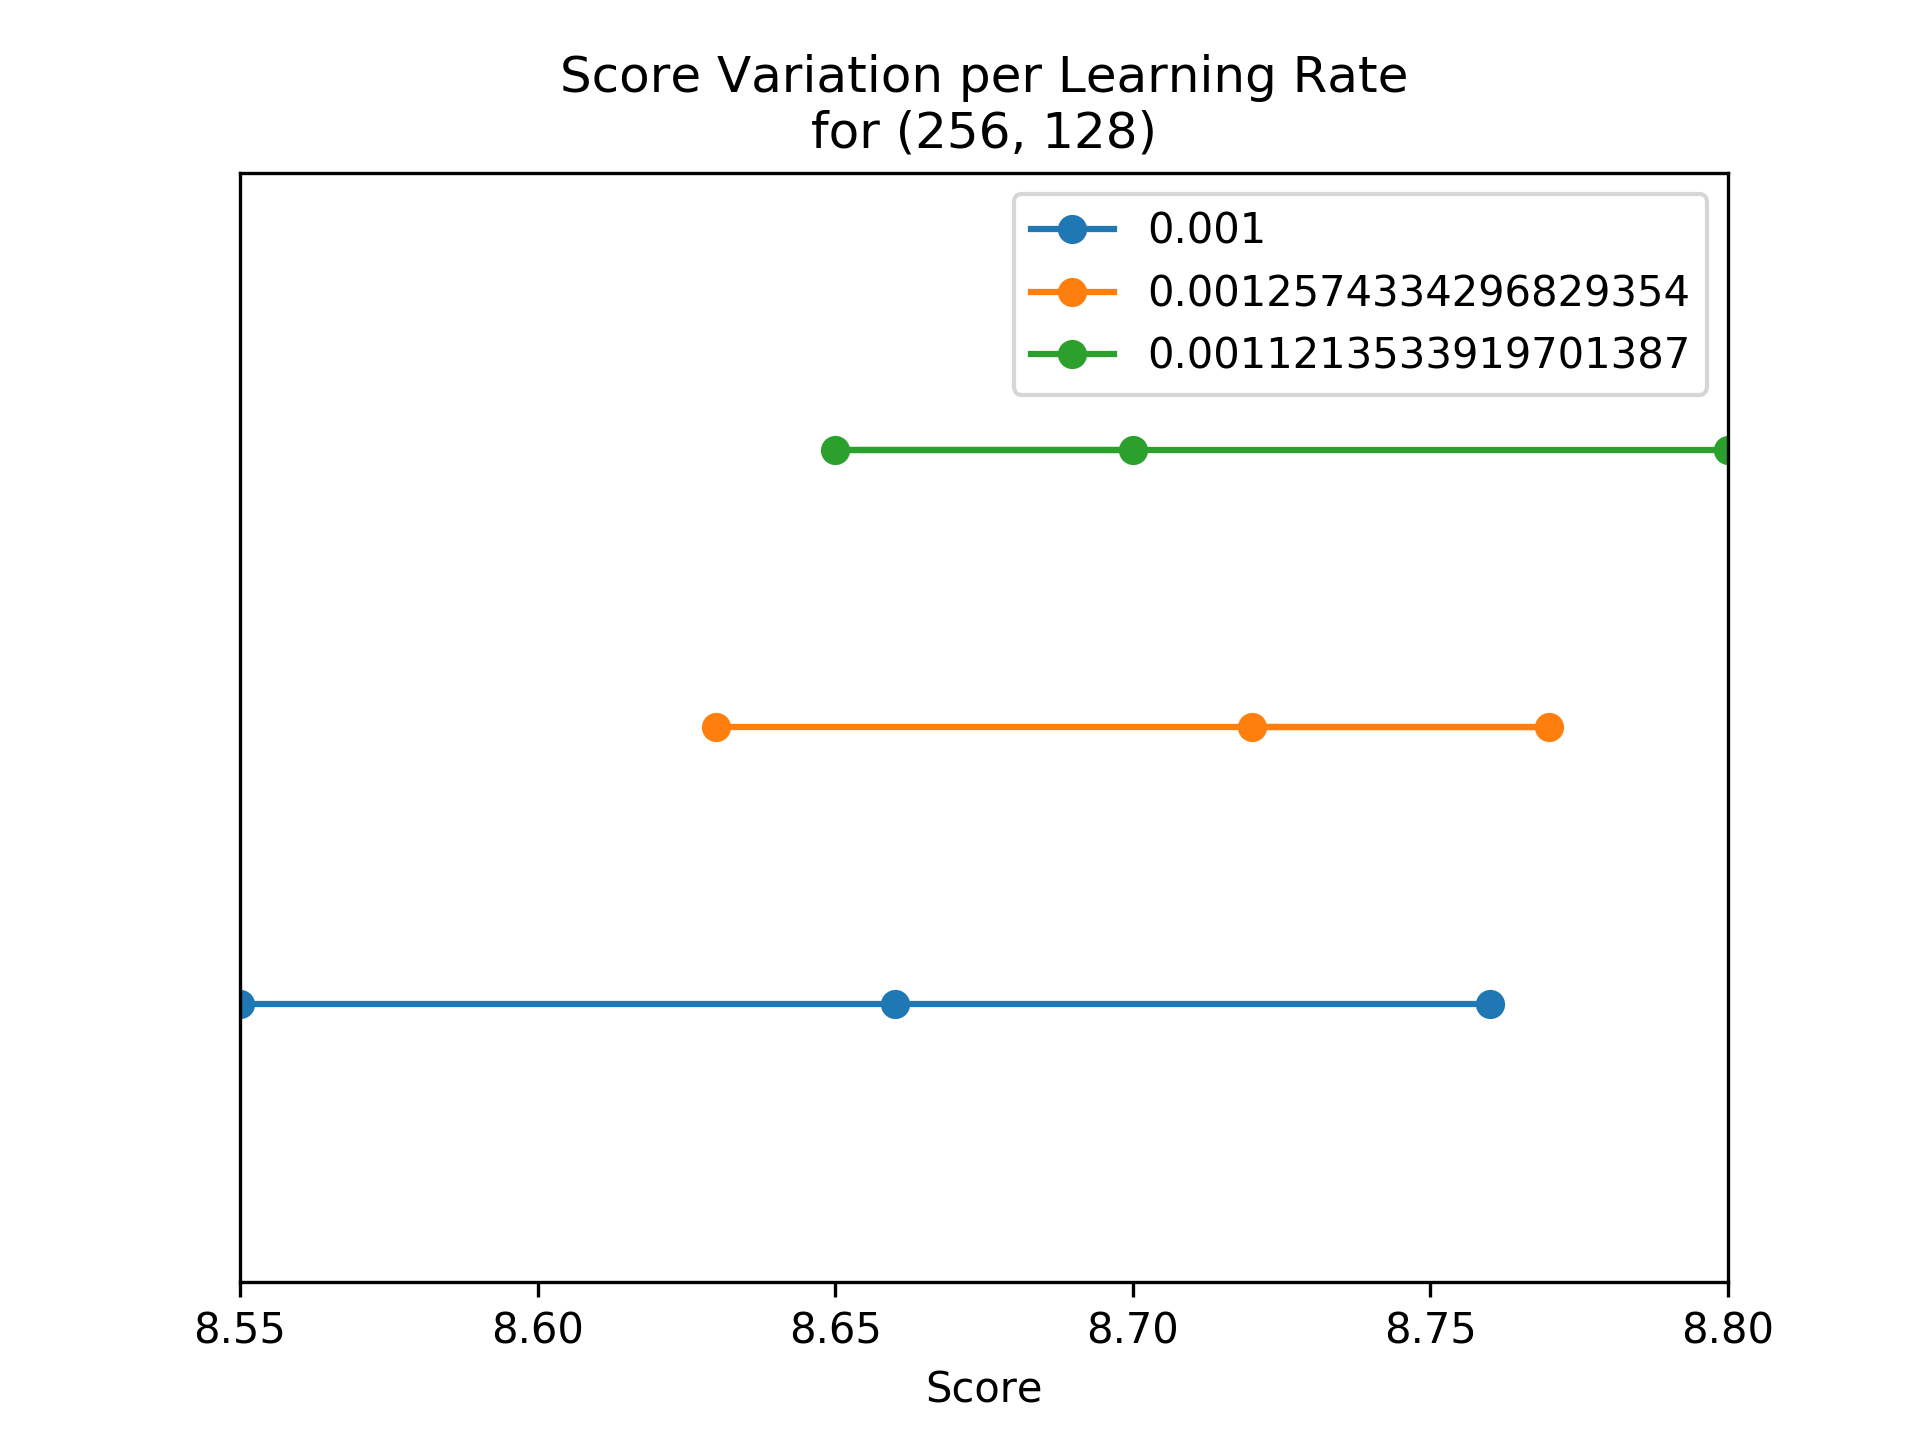 Score Variation per Learning Rate
for (256, 128)
0.001
0.0012574334296829354
0.0011213533919701387
8.55 8.60 8.65 8.70 8.75 8.80
Score